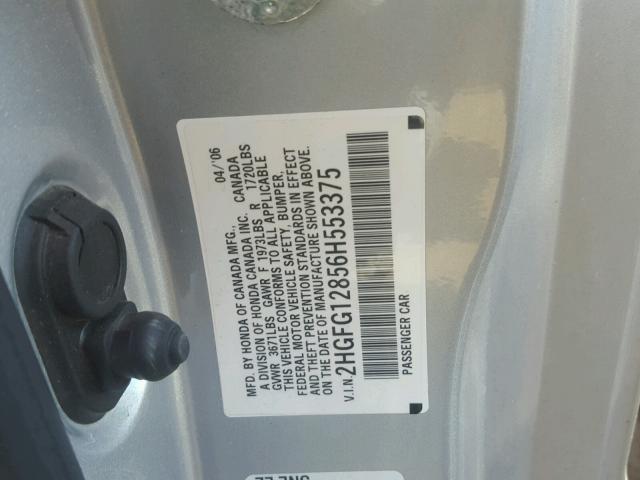 MFD. BY HONDA OF CANADA MFG., 04/'06
A DIVISION OF HONDA CANADA INC. CANADA
GVWR 3671LBS GAWR F 1973LBS R 1720LBS
THIS VEHICLE CONFORMS TO ALL APPLICABLE
FEDERAL MOTOR VEHICLE SAFETY, BUMPER,
AND THEFT PREVENTION STANDARDS IN EFFECT
ON THE DATE OF MANUFACTURE SHOWN ABOVE.
V.I.N. 2HGFG12856H553375
PASSENGER CAR